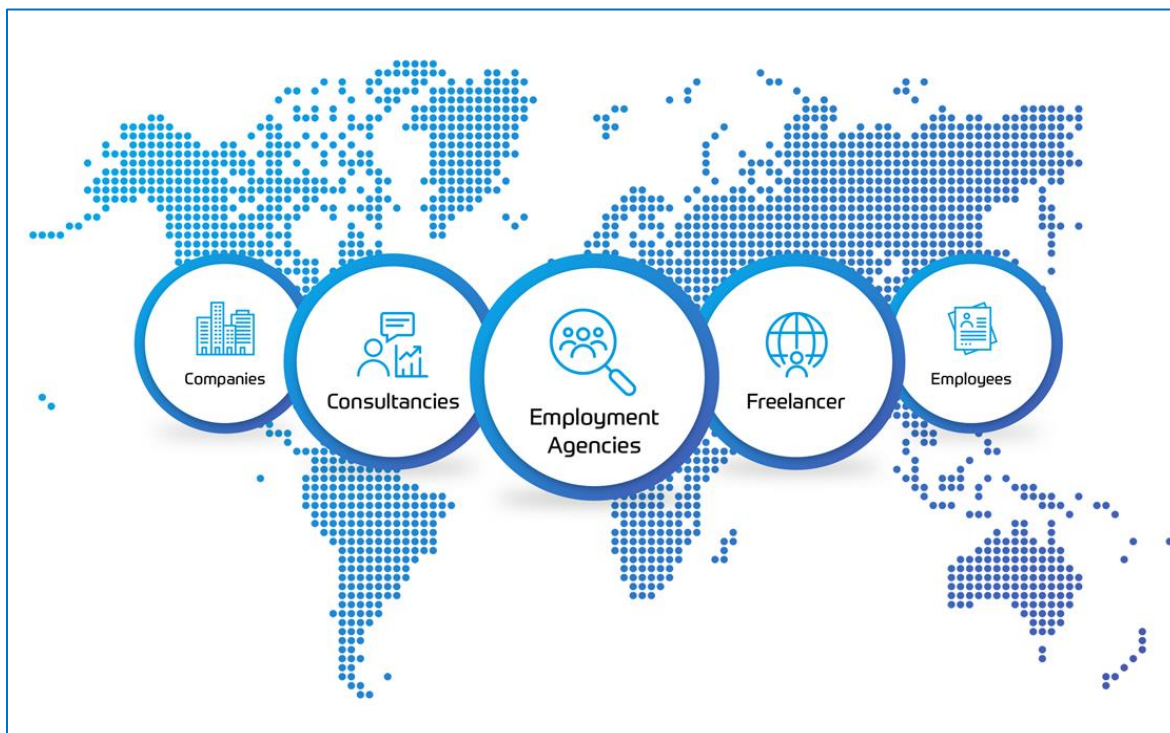 Companies
Consultancies
Employment
Agencies
Freelancer
Employees